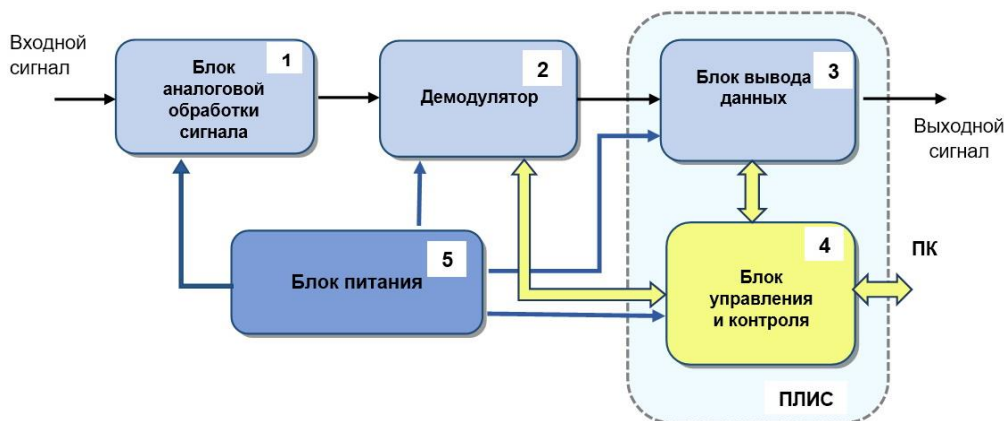 Входной
сигнал
1
Блок
аналоговой
обработки
сигнала
2
Демодулятор
3
Блок вывода
данных
Выходной
сигнал
5
Блок питания
4
Блок
управления
и контроля
ПК
ПЛИС